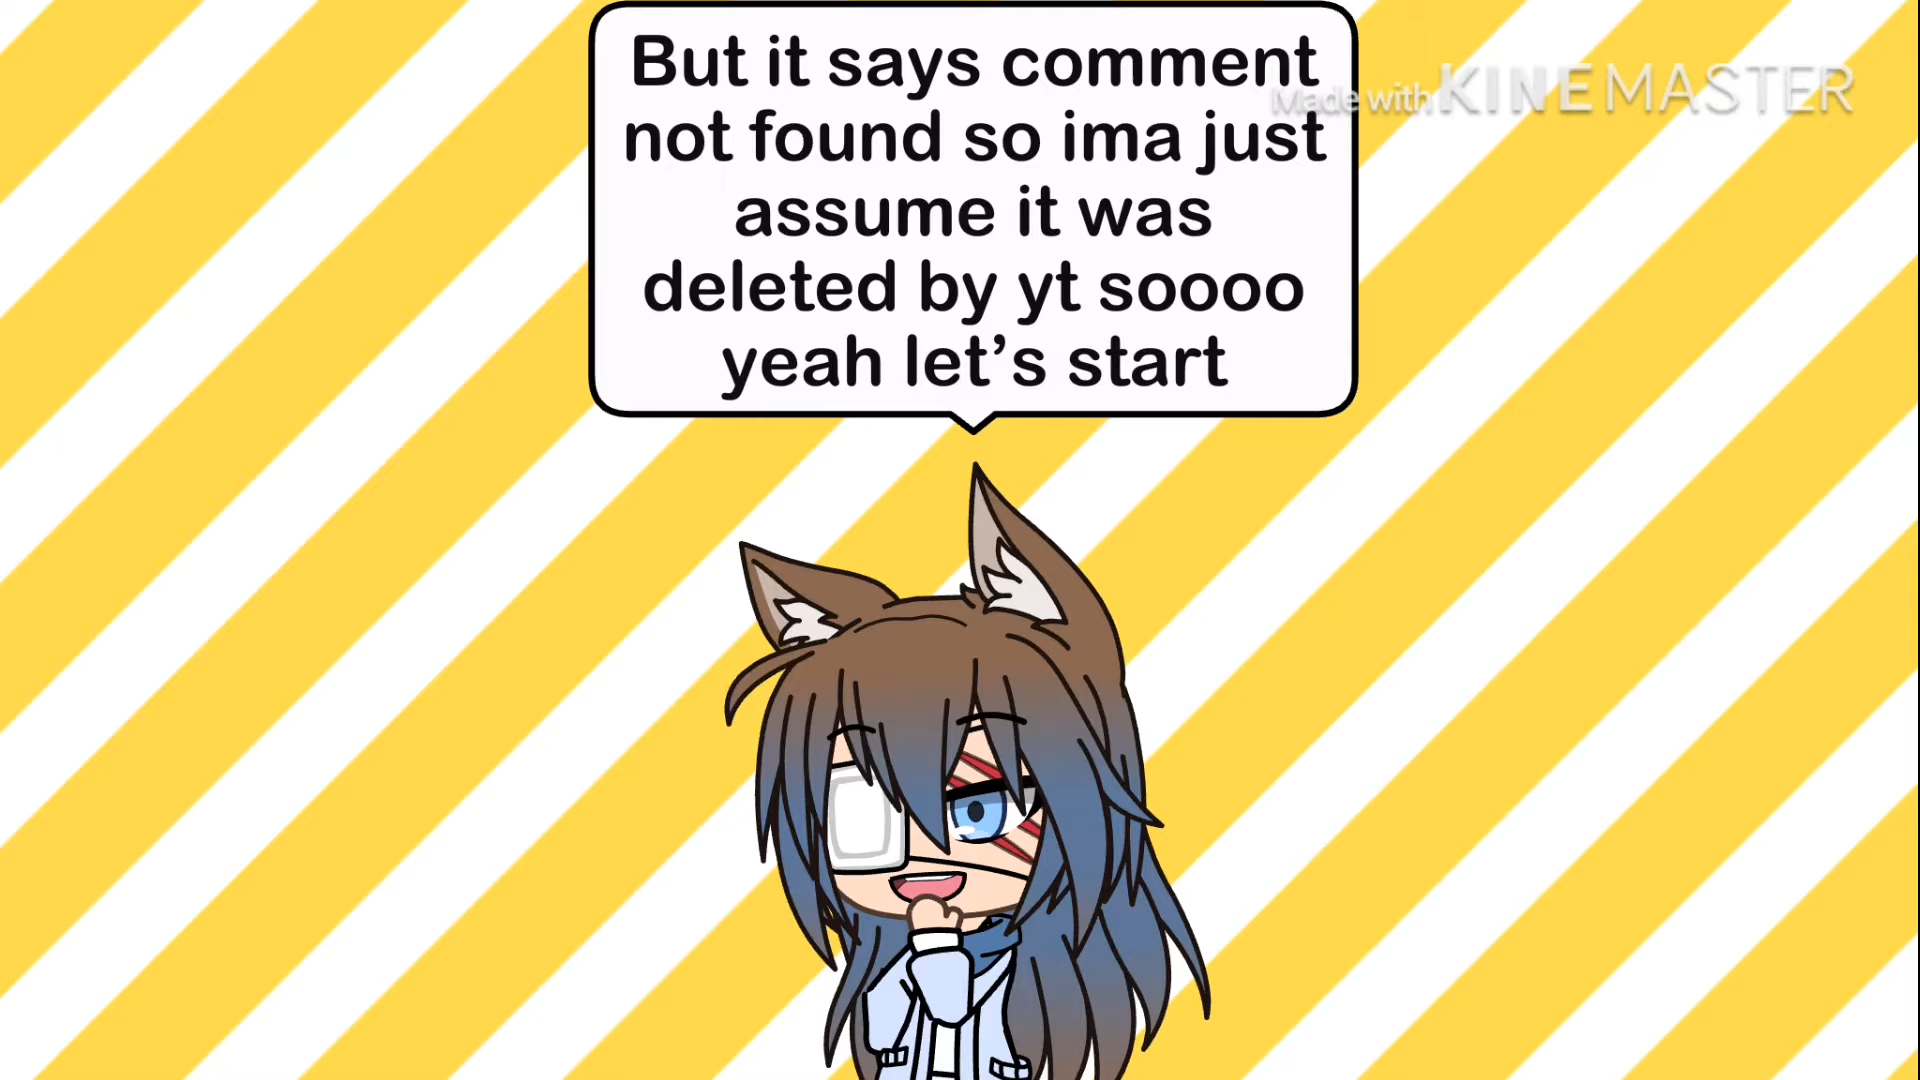 But it says comment
not found so ima just
assume it was
deleted by yt soooo
yeah let’s start
Made with KINEMASTER